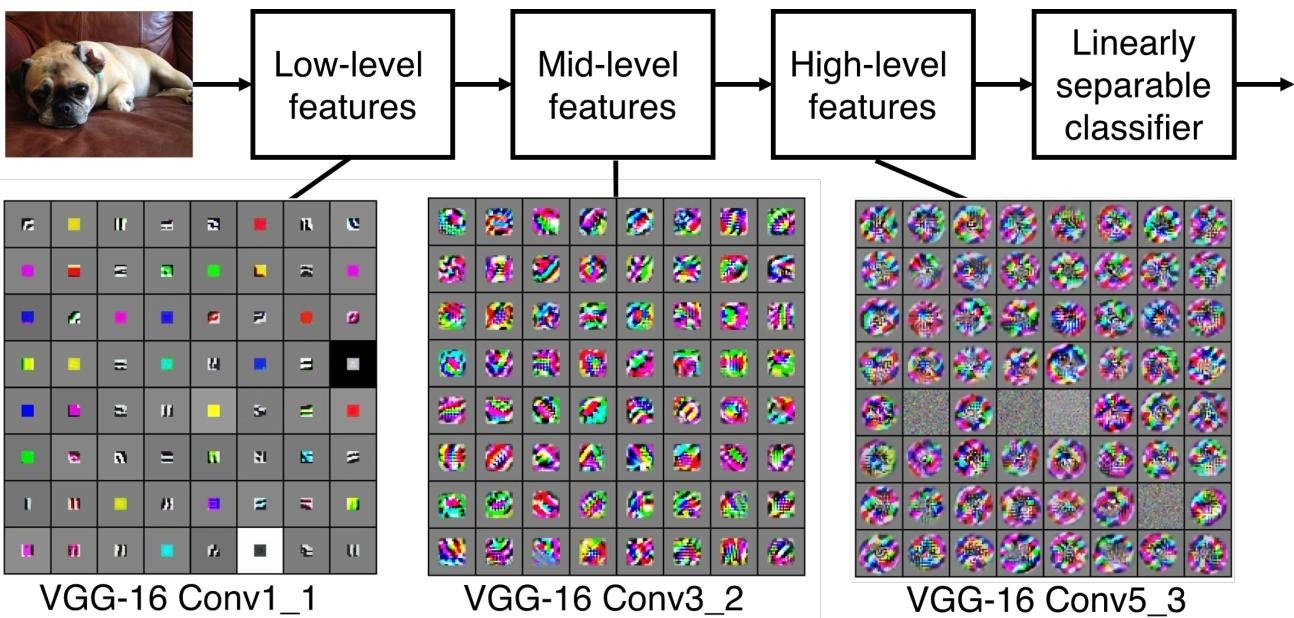 Low-level
features
Mid-level
features
High-level
features
Linearly
separable
classifier
VGG-16 Conv1_1
VGG-16 Conv3_2
VGG-16 Conv5_3